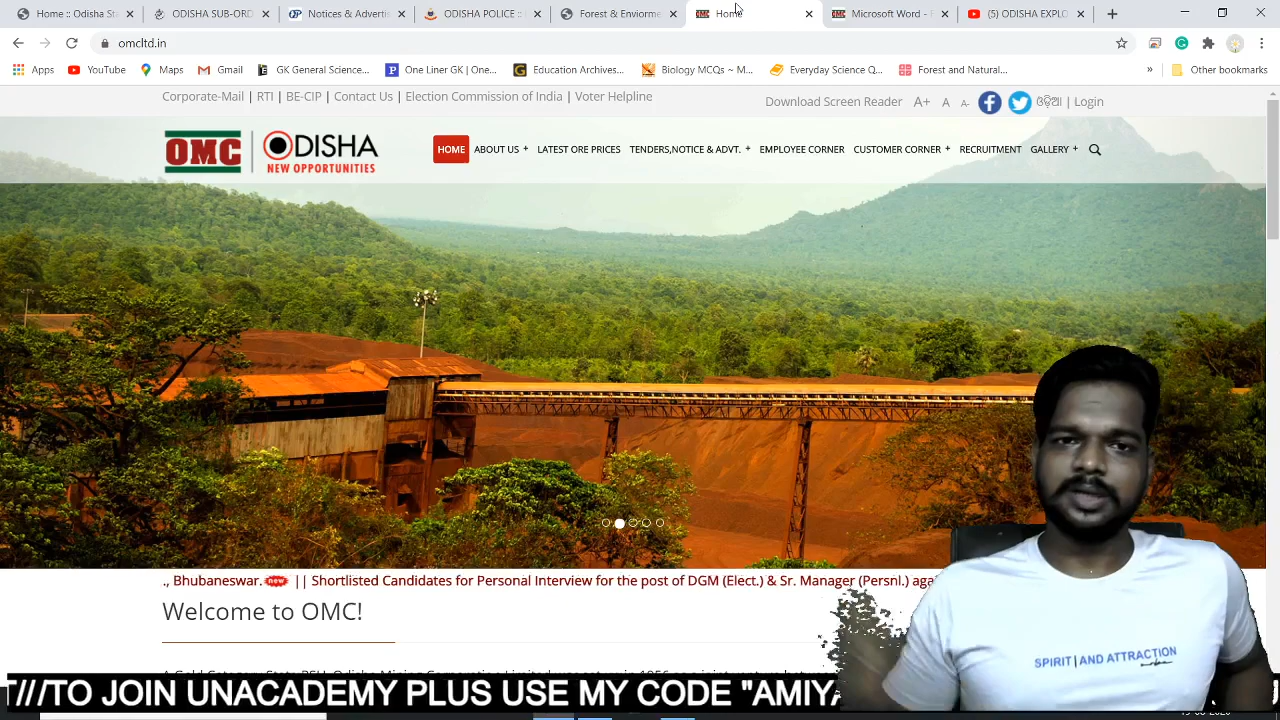 Home :: Odisha Sta
ODISHA SUB-ORD
Notices & Adverti
ODISHA POLICE ::
Forest & Enviorme
Home
Microsoft Word -
(5) ODISHA EXPLO
omcltd.in
Apps
YouTube
Maps
Gmail
GK General Science...
One Liner GK | One...
Education Archives...
Biology MCQs ~ M...
Everyday Science Q...
Forest and Natural...
»
Other bookmarks
Corporate-Mail | RTI | BE-CIP | Contact Us | Election Commission of India | Voter Helpline
Download Screen Reader A+ A A- ଓଡ଼ିଆ | Login
OMC
ODISHA
NEW OPPORTUNITIES
HOME
ABOUT US +
LATEST ORE PRICES
TENDERS,NOTICE & ADVT. +
EMPLOYEE CORNER
CUSTOMER CORNER +
RECRUITMENT
GALLERY +
., Bhubaneswar. new || Shortlisted Candidates for Personal Interview for the post of DGM (Elect.) & Sr. Manager (Persnl.) aga
Welcome to OMC!
SPIRIT | AND ATTRACTION
T///TO JOIN UNACADEMY PLUS USE MY CODE "AMIYA